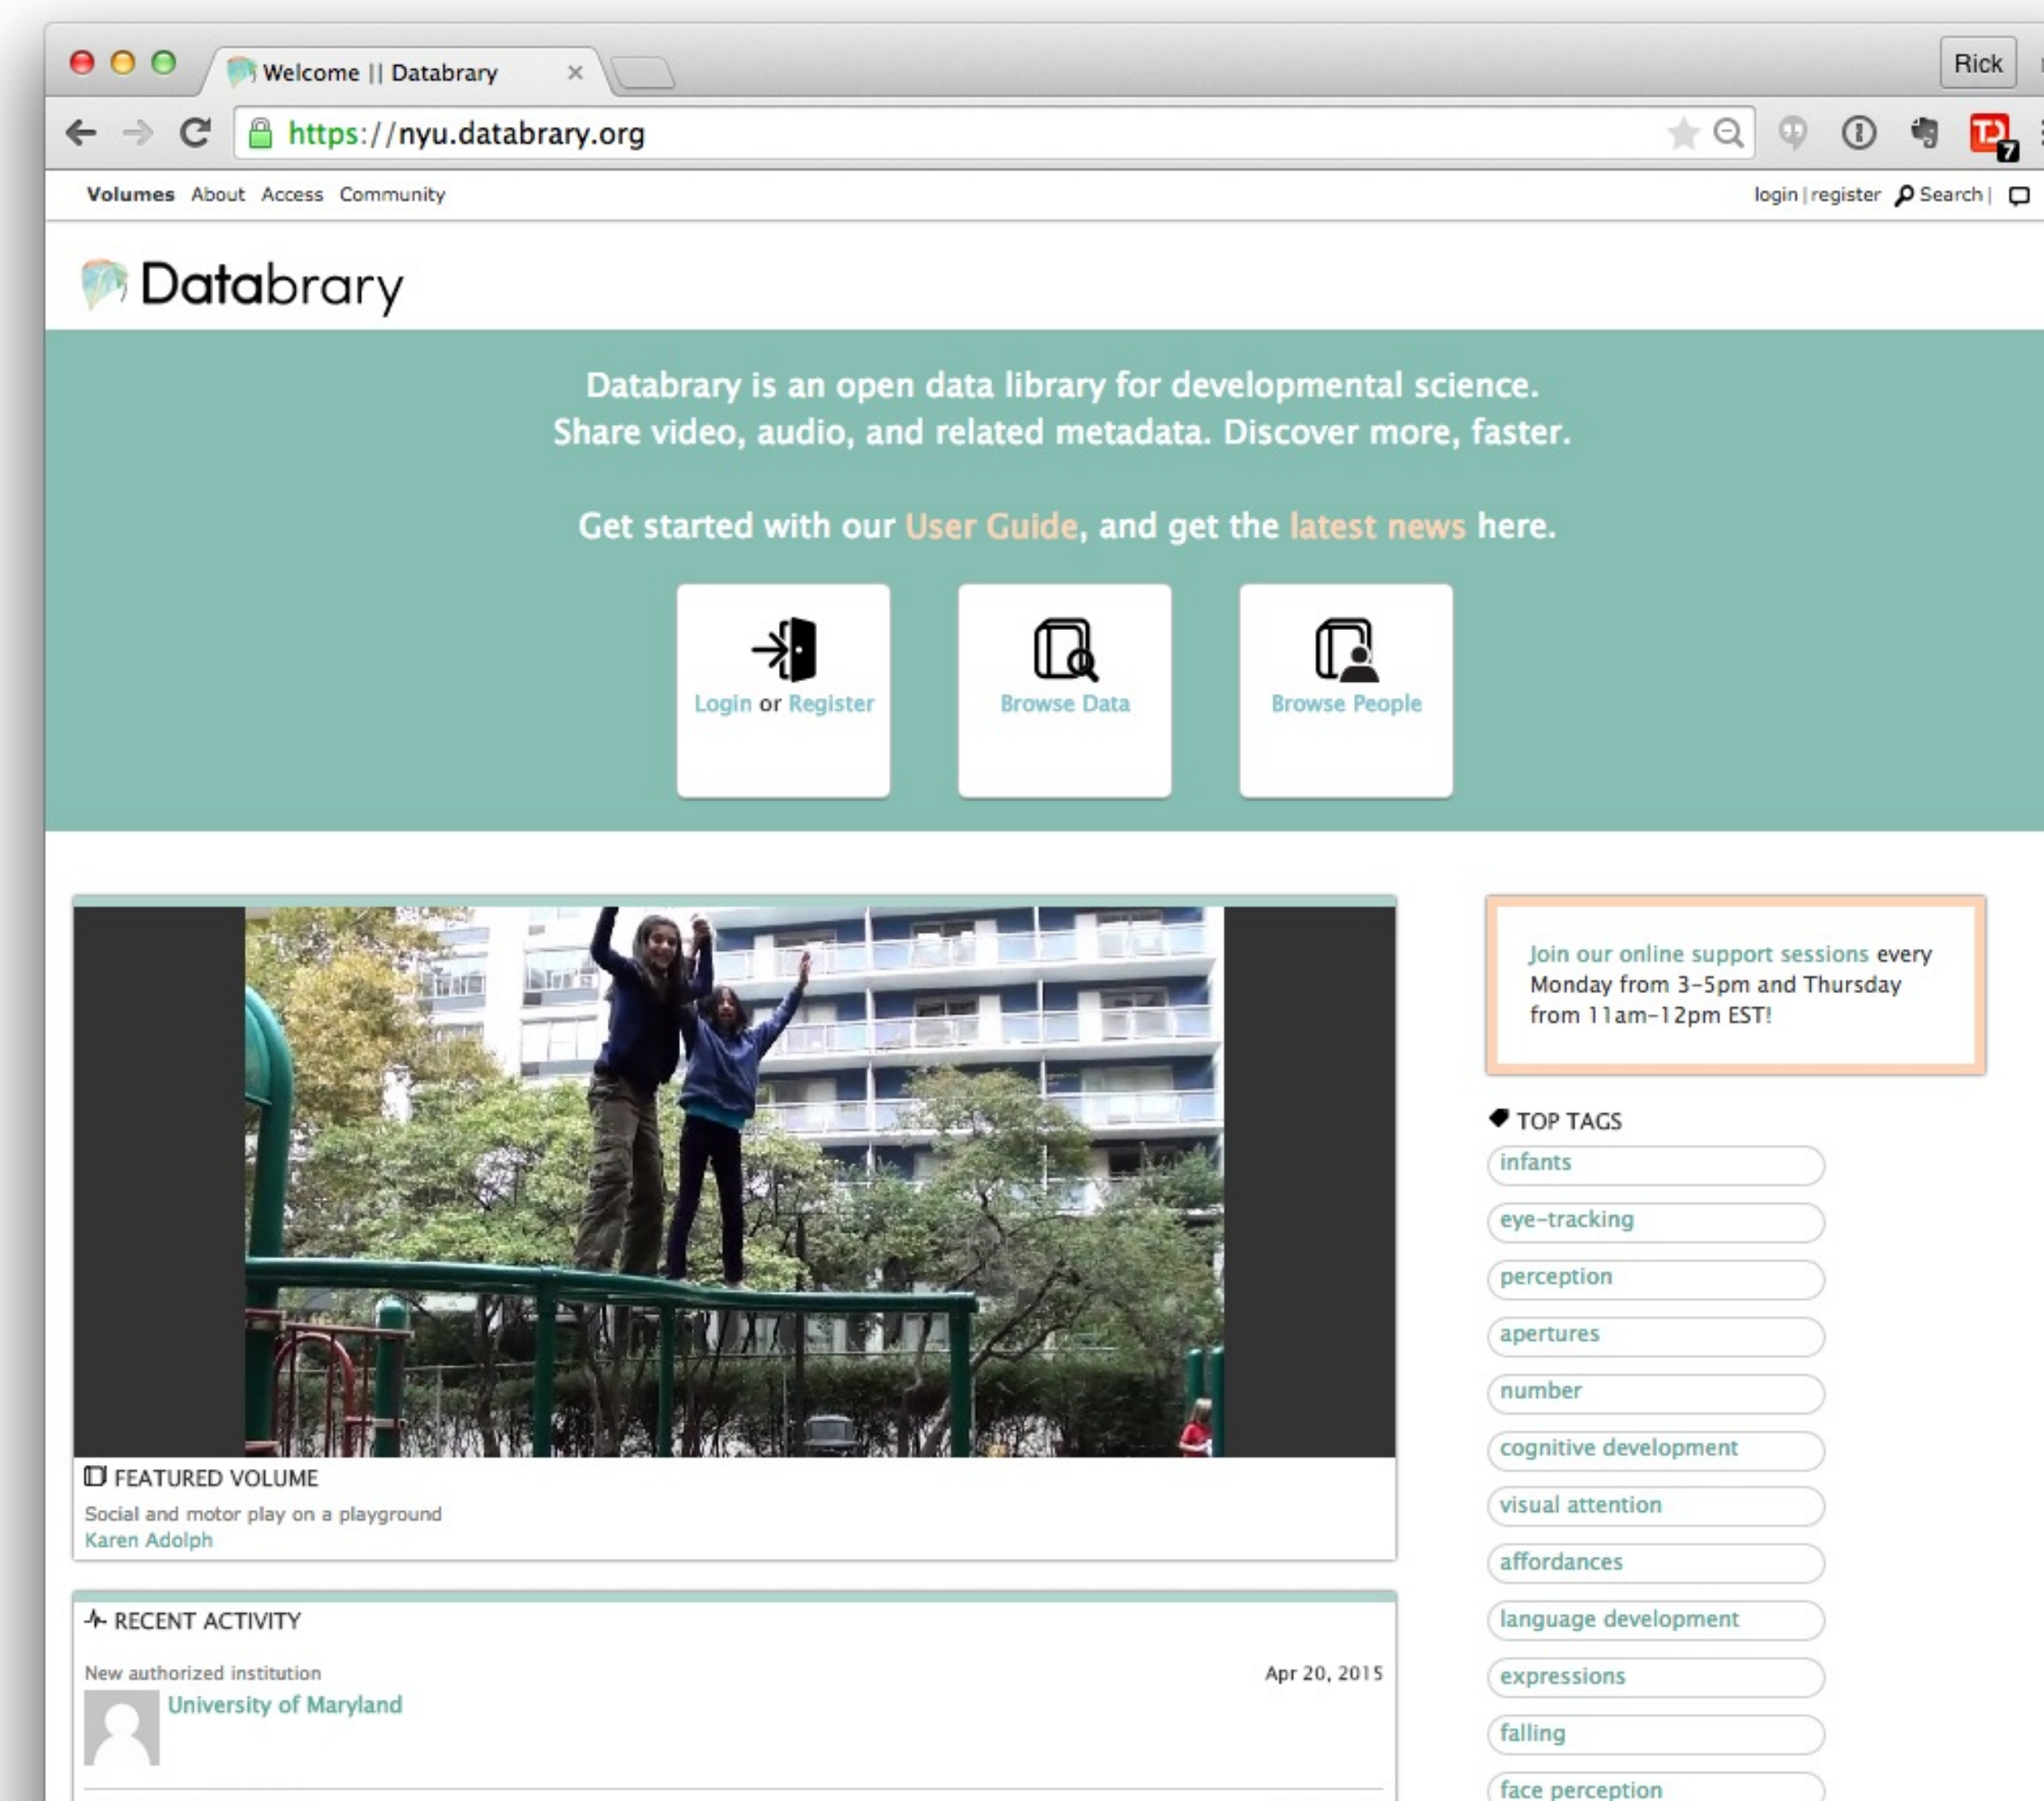 Welcome || Databrary
Rick
https://nyu.databrary.org
7
Volumes About Access Community
login | register Search |
Databrary
Databrary is an open data library for developmental science.
Share video, audio, and related metadata. Discover more, faster.
Get started with our User Guide, and get the latest news here.
Login or Register
Browse Data
Browse People
Join our online support sessions every
Monday from 3-5pm and Thursday
from 11am-12pm EST!
TOP TAGS
infants
eye-tracking
perception
apertures
number
cognitive development
visual attention
affordances
language development
expressions
falling
face perception
FEATURED VOLUME
Social and motor play on a playground
Karen Adolph
RECENT ACTIVITY
New authorized institution
Apr 20, 2015
University of Maryland